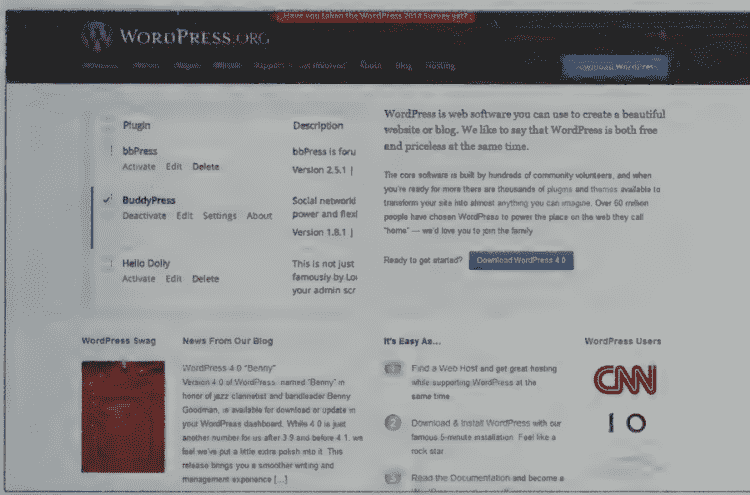 Have you taken the WordPress 2014 Survey yet?
WORDPRESS.ORG
Support Get Involved Blog Hosting
Download WordPress
Plugin Description
bbPress bbPress is foru
Activate Edit Delete
Version 2.5.1 |
BuddyPress Social networki
Deactivate Edit Settings About power and flexi
Version 1.8.1 |
Hello Dolly This is not just
Activate Edit Delete famously by Lou
your admin scr
WordPress is web software you can use to create a beautiful
website or blog. We like to say that WordPress is both free
and priceless at the same time.
The core software is built by hundreds of community volunteers, and when
you're ready for more there are thousands of plugins and themes available to
transform your site into almost anything you can imagine. Over 60 million
people have chosen WordPress to power the place on the web they call
"home" — we'd love you to join the family
Ready to get started? Download WordPress 4.0
WordPress Swag
News From Our Blog
WordPress 4.0 "Benny"
Version 4.0 of WordPress, named "Benny" in
honor of jazz clarinetist and bandleader Benny
Goodman, is available for download or update in
your WordPress dashboard. While 4.0 is just
another number for us after 3.9 and before 4.1, we
feel we've put a little extra polish into it. This
release brings you a smoother writing and
management experience [...]
It's Easy As...
1 Find a Web Host and get great hosting
while supporting WordPress at the
same time.
2 Download & Install WordPress with our
famous 5-minute installation. Feel like a
rock star.
3 Read the Documentation and become a
WordPress Users
CNN
I O